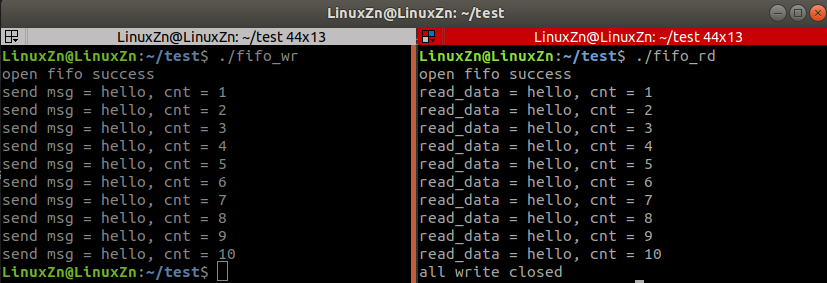 LinuxZn@LinuxZn: ~/test
LinuxZn@LinuxZn: ~/test 44x13
LinuxZn@LinuxZn:~/test$ ./fifo_wr
open fifo success
send msg = hello, cnt = 1
send msg = hello, cnt = 2
send msg = hello, cnt = 3
send msg = hello, cnt = 4
send msg = hello, cnt = 5
send msg = hello, cnt = 6
send msg = hello, cnt = 7
send msg = hello, cnt = 8
send msg = hello, cnt = 9
send msg = hello, cnt = 10
LinuxZn@LinuxZn:~/test$
LinuxZn@LinuxZn: ~/test 44x13
LinuxZn@LinuxZn:~/test$ ./fifo_rd
open fifo success
read_data = hello, cnt = 1
read_data = hello, cnt = 2
read_data = hello, cnt = 3
read_data = hello, cnt = 4
read_data = hello, cnt = 5
read_data = hello, cnt = 6
read_data = hello, cnt = 7
read_data = hello, cnt = 8
read_data = hello, cnt = 9
read_data = hello, cnt = 10
all write closed